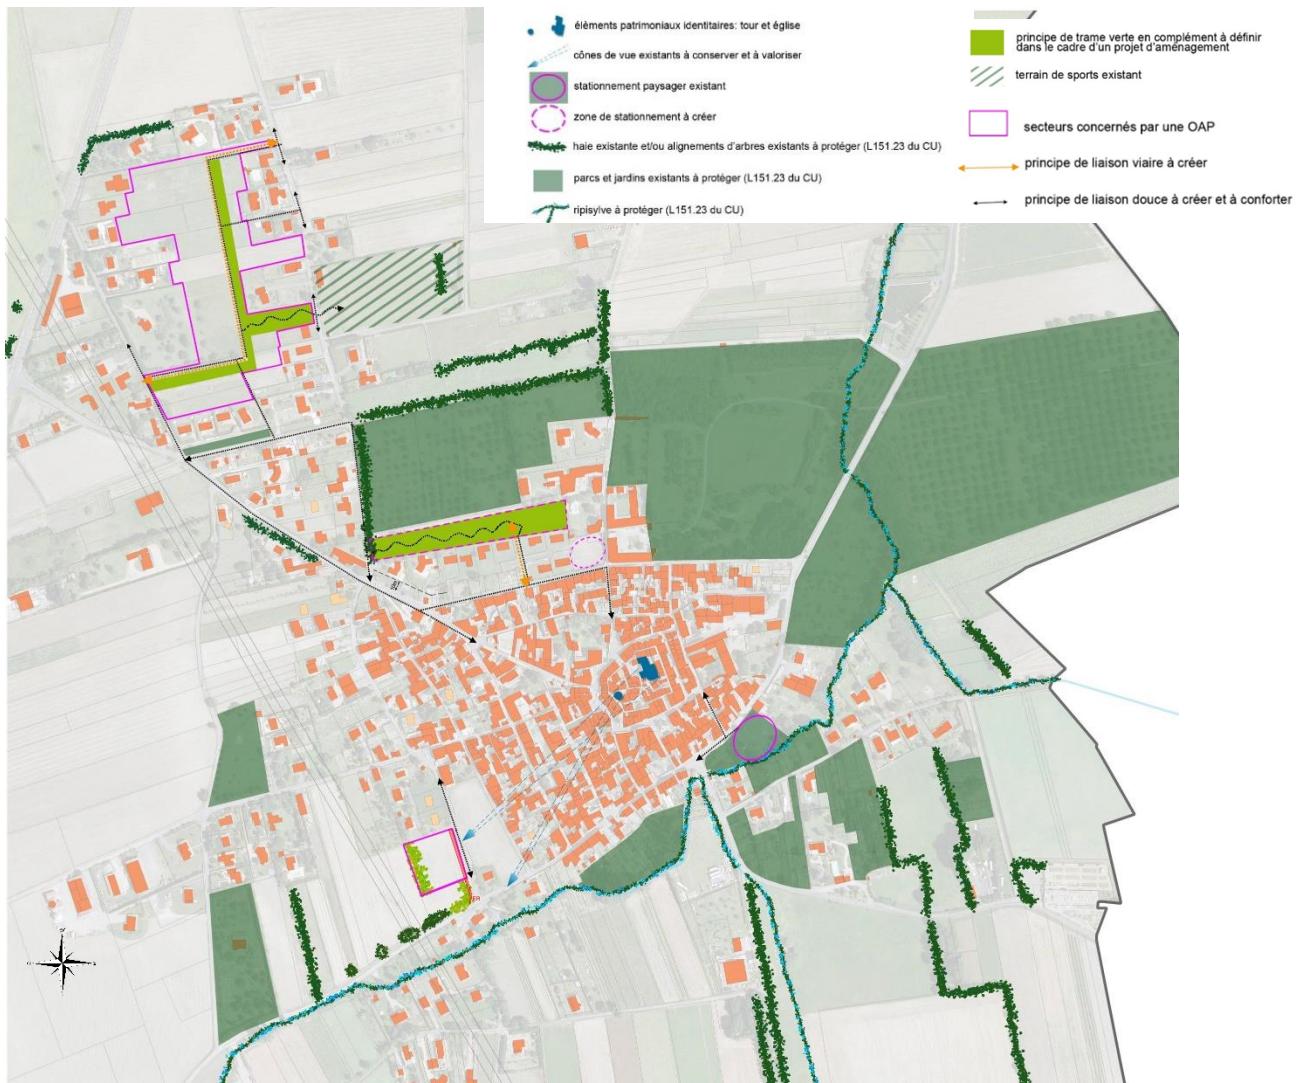 élèments patrimoniaux identitaires: tour et église
cônes de vue existants à conserver et à valoriser
stationnement paysager existant
zone de stationnement à créer
haie existante et/ou alignements d'arbres existants à protéger (L151.23 du CU)
parcs et jardins existants à protéger (L151.23 du CU)
ripisylve à protéger (L151.23 du CU)
principe de trame verte en complément à définir
dans le cadre d'un projet d'aménagement
terrain de sports existant
secteurs concernés par une OAP
principe de liaison viaire à créer
principe de liaison douce à créer et à conforter
ER